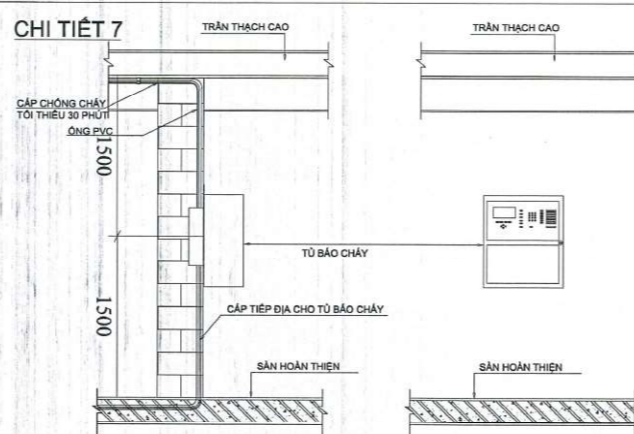 CHI TIẾT 7
TRẦN THẠCH CAO
TRẦN THẠCH CAO
CÁP CHỐNG CHÁY
TỐI THIỂU 30 PHÚT
ỐNG PVC
1500
TỦ BÁO CHÁY
1500
CÁP TIẾP ĐỊA CHO TỦ BÁO CHÁY
SÀN HOÀN THIỆN
SÀN HOÀN THIỆN